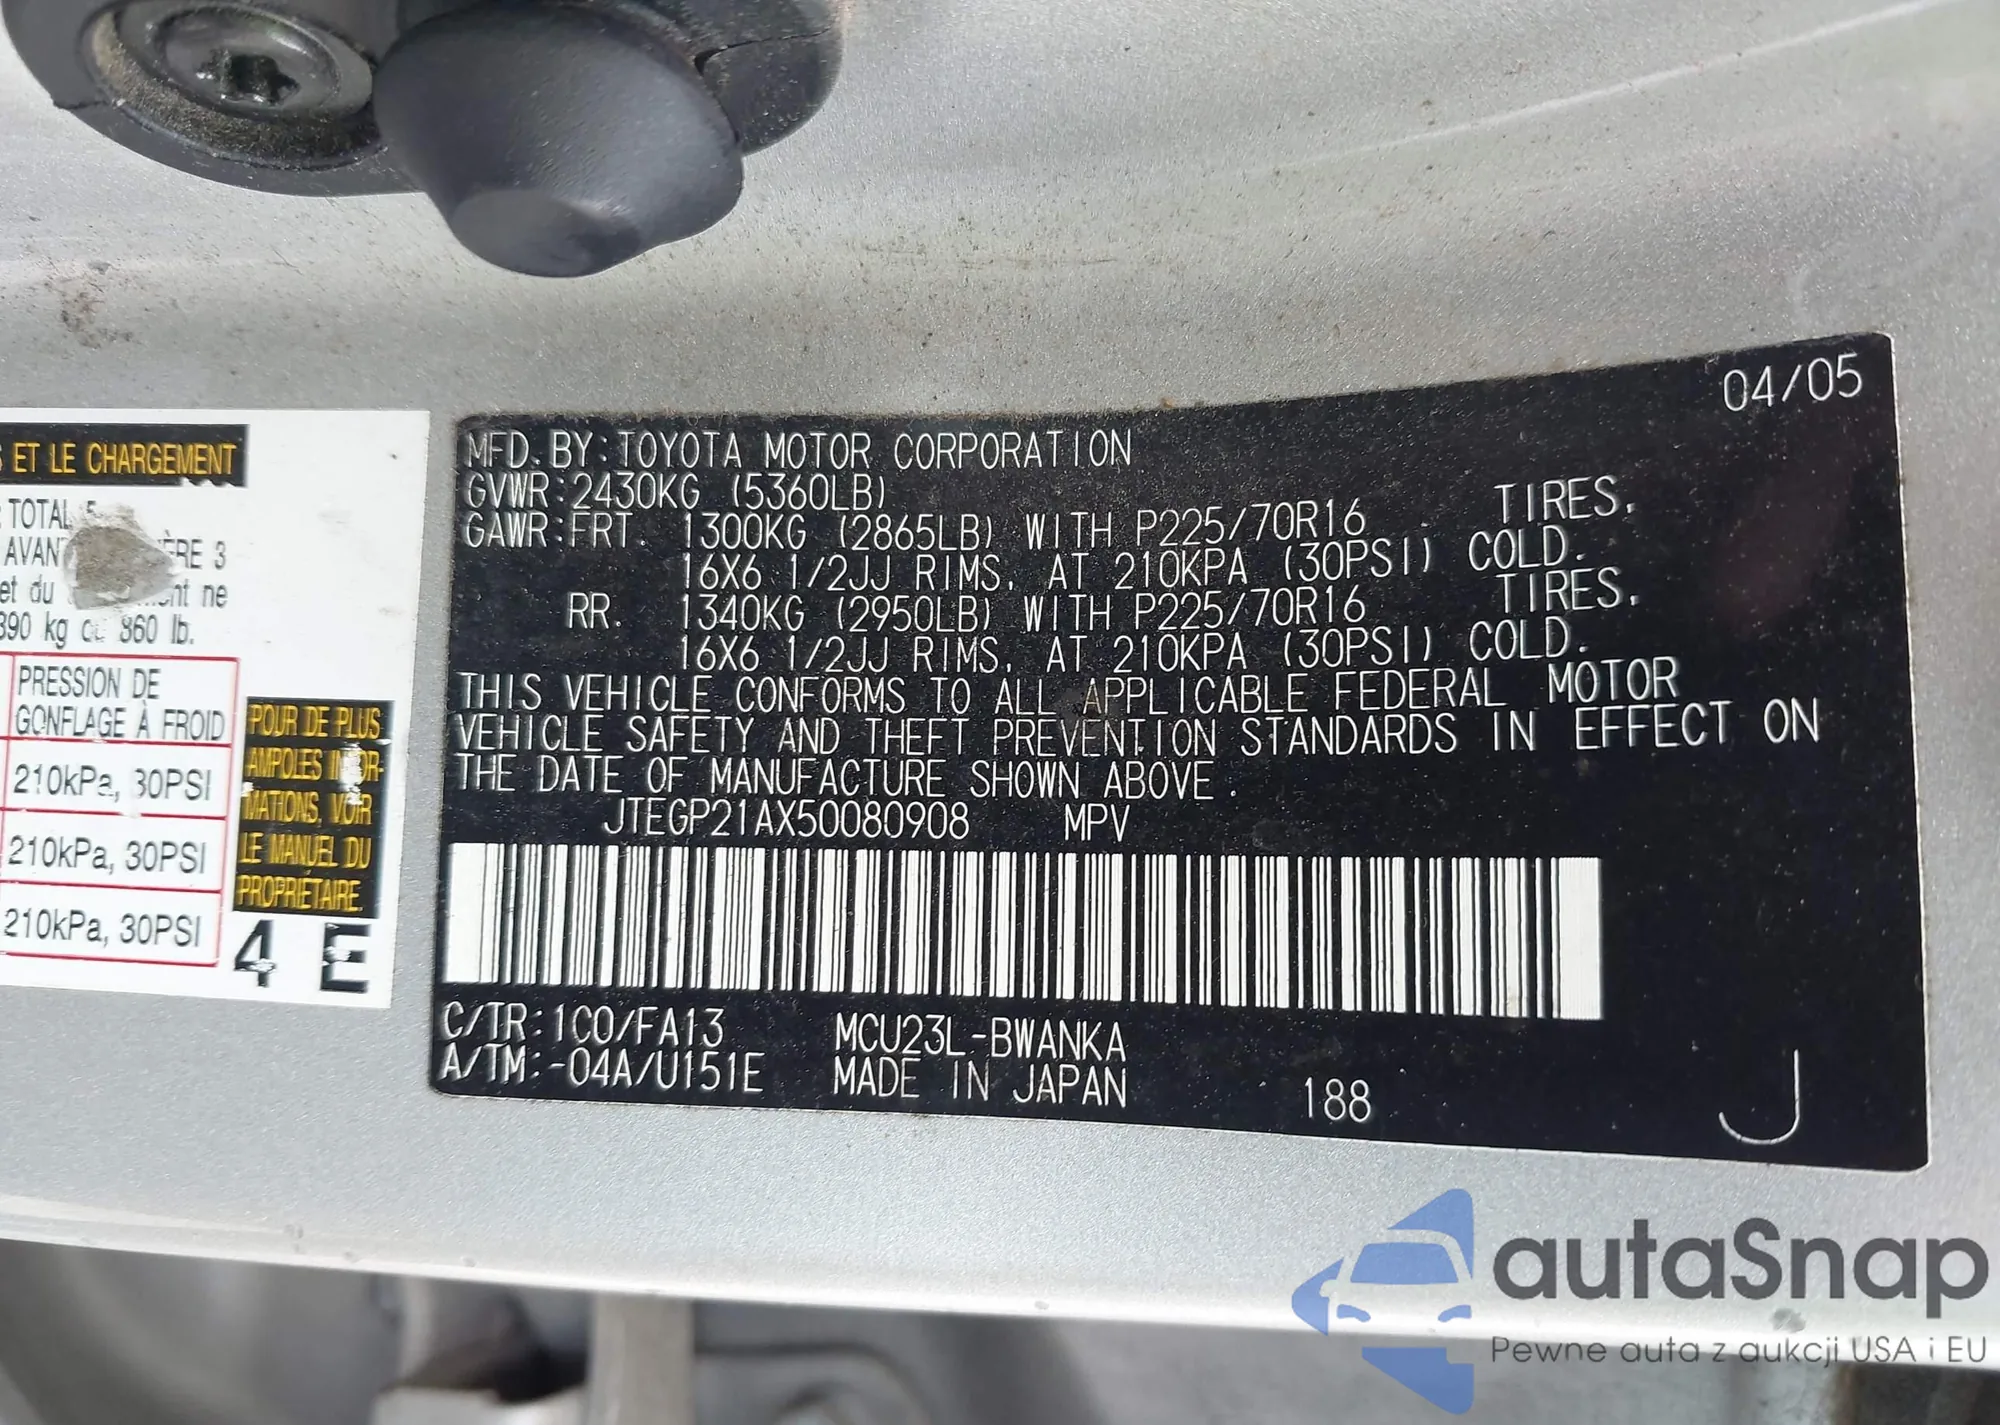 04/05
MFD. BY: TOYOTA MOTOR CORPORATION
GVWR: 2430KG (5360LB)
GAWR: FRT. 1300KG (2865LB) WITH P225/70R16 TIRES,
16X6 1/2JJ RIMS, AT 210KPA (30PSI) COLD.
RR. 1340KG (2950LB) WITH P225/70R16 TIRES,
16X6 1/2JJ RIMS, AT 210KPA (30PSI) COLD.
THIS VEHICLE CONFORMS TO ALL APPLICABLE FEDERAL MOTOR
VEHICLE SAFETY AND THEFT PREVENTION STANDARDS IN EFFECT ON
THE DATE OF MANUFACTURE SHOWN ABOVE.
JTEGP21AX50080908 MPV
C/TR: 1C0/FA13 MCU23L-BWANKA
A/TM: -04A/U151E MADE IN JAPAN 188 J
ET LE CHARGEMENT
TOTAL 5
AVANT 3
et du ne
390 kg 860 lb.
PRESSION DE
GONFLAGE À FROID
210kPa, 30PSI
210kPa, 30PSI
210kPa, 30PSI
POUR DE PLUS
AMPLES INFOR-
MATIONS, VOIR
LE MANUEL DU
PROPRIÉTAIRE.
4 E
autaSnap
Pewne auta z aukcji USA i EU